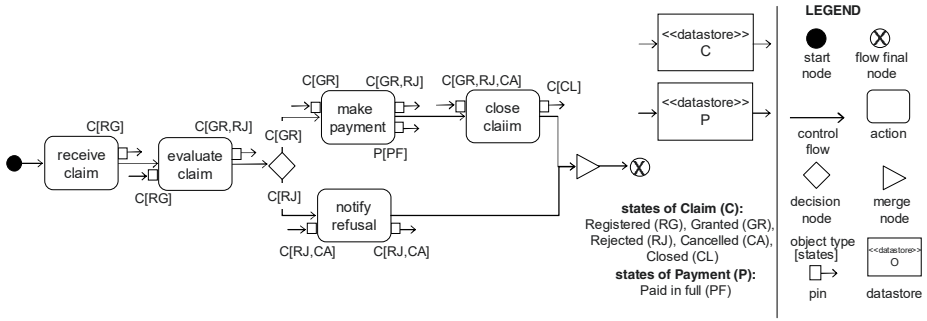 LEGEND
start
node
flow final
node
control
flow
action
decision
node
merge
node
object type
[states]
pin
<<datastore>>
O
datastore
<<datastore>>
C
<<datastore>>
P
C[RG]
receive
claim
C[GR,RJ]
evaluate
claim
C[RG]
C[GR]
C[RJ]
C[GR]
C[GR,RJ]
make
payment
P[PF]
C[GR,RJ,CA]
C[CL]
close
claiim
notify
refusal
C[RJ,CA]
C[RJ,CA]
states of Claim (C):
Registered (RG), Granted (GR),
Rejected (RJ), Cancelled (CA),
Closed (CL)
states of Payment (P):
Paid in full (PF)